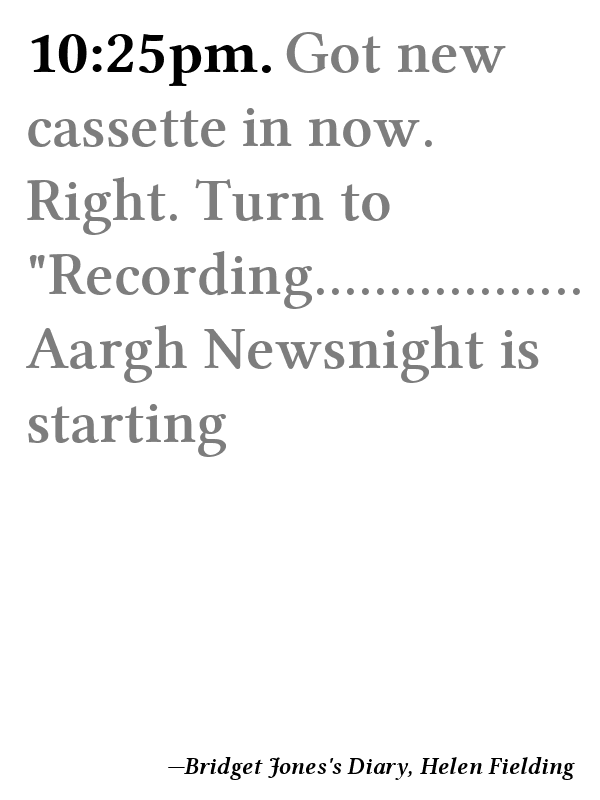 10:25pm. Got new
cassette in now.
Right. Turn to
"Recording..................
Aargh Newsnight is
starting
—Bridget Jones's Diary, Helen Fielding